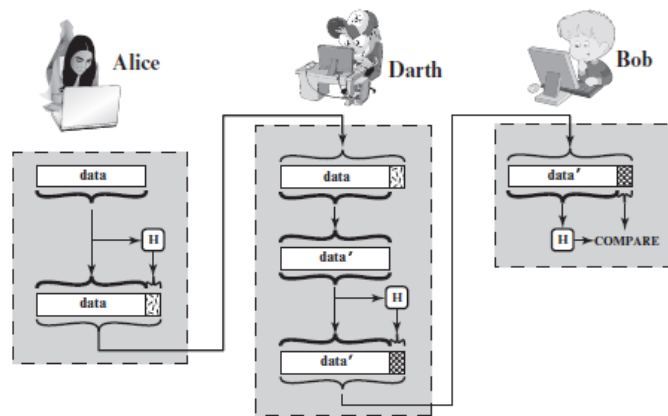 Alice
Darth
Bob
data
H
data
data
data′
H
data′
data′
H
COMPARE